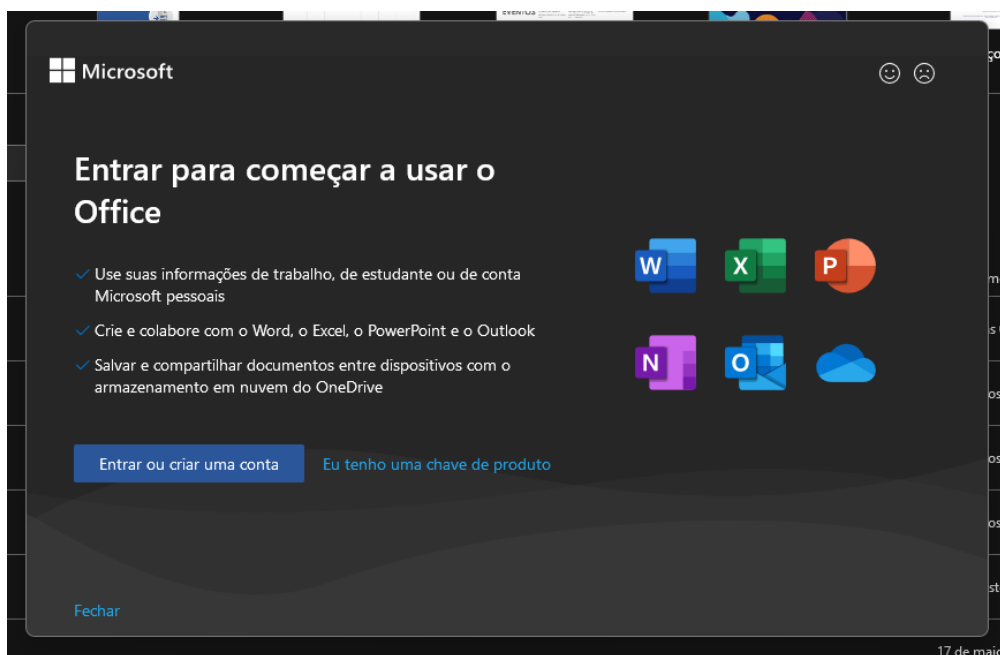 EVENTOS
Microsoft
Entrar para começar a usar o
Office
Use suas informações de trabalho, de estudante ou de conta
Microsoft pessoais
Crie e colabore com o Word, o Excel, o PowerPoint e o Outlook
Salvar e compartilhar documentos entre dispositivos com o
armazenamento em nuvem do OneDrive
W
X
P
N
O
Entrar ou criar uma conta
Eu tenho uma chave de produto
Fechar
17 de maio